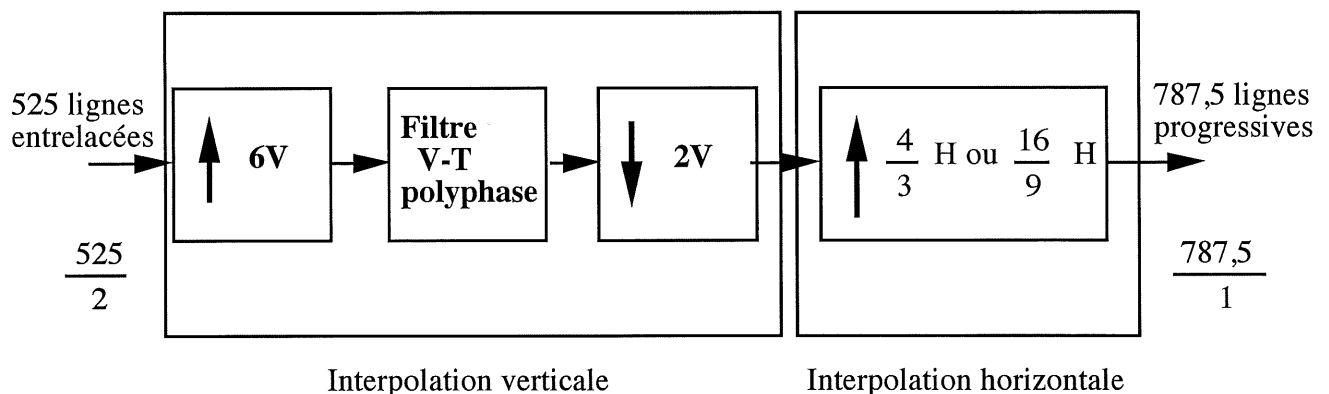 525 lignes
entrelacées
525
2
6V
Filtre
V-T
polyphase
2V
4
3
H ou
16
9
H
787,5 lignes
progressives
787,5
1
Interpolation verticale
Interpolation horizontale